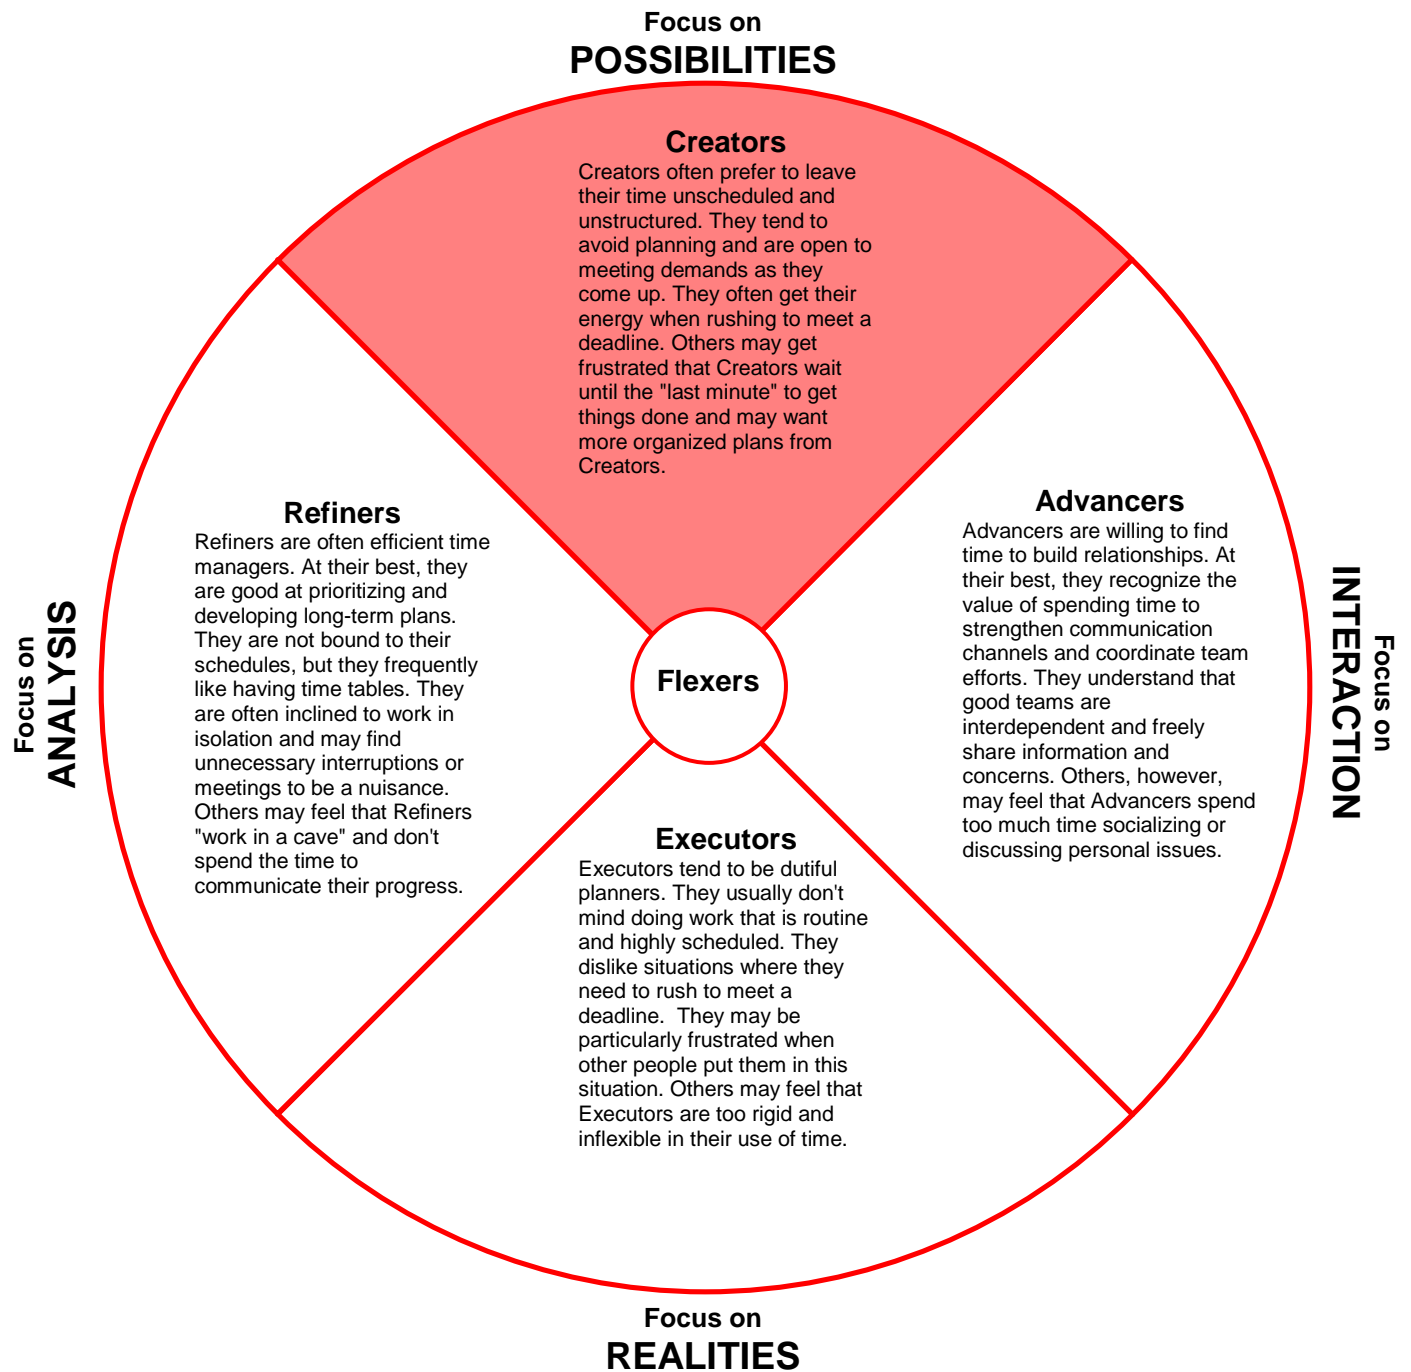 Focus on
POSSIBILITIES
Creators
Creators often prefer to leave
their time unscheduled and
unstructured. They tend to
avoid planning and are open to
meeting demands as they
come up. They often get their
energy when rushing to meet a
deadline. Others may get
frustrated that Creators wait
until the "last minute" to get
things done and may want
more organized plans from
Creators.
Focus on
ANALYSIS
Refiners
Refiners are often efficient time
managers. At their best, they
are good at prioritizing and
developing long-term plans.
They are not bound to their
schedules, but they frequently
like having time tables. They
are often inclined to work in
isolation and may find
unnecessary interruptions or
meetings to be a nuisance.
Others may feel that Refiners
"work in a cave" and don't
spend the time to
communicate their progress.
Flexers
Advancers
Advancers are willing to find
time to build relationships. At
their best, they recognize the
value of spending time to
strengthen communication
channels and coordinate team
efforts. They understand that
good teams are
interdependent and freely
share information and
concerns. Others, however,
may feel that Advancers spend
too much time socializing or
discussing personal issues.
Focus on
INTERACTION
Executors
Executors tend to be dutiful
planners. They usually don't
mind doing work that is routine
and highly scheduled. They
dislike situations where they
need to rush to meet a
deadline.  They may be
particularly frustrated when
other people put them in this
situation. Others may feel that
Executors are too rigid and
inflexible in their use of time.
Focus on
REALITIES